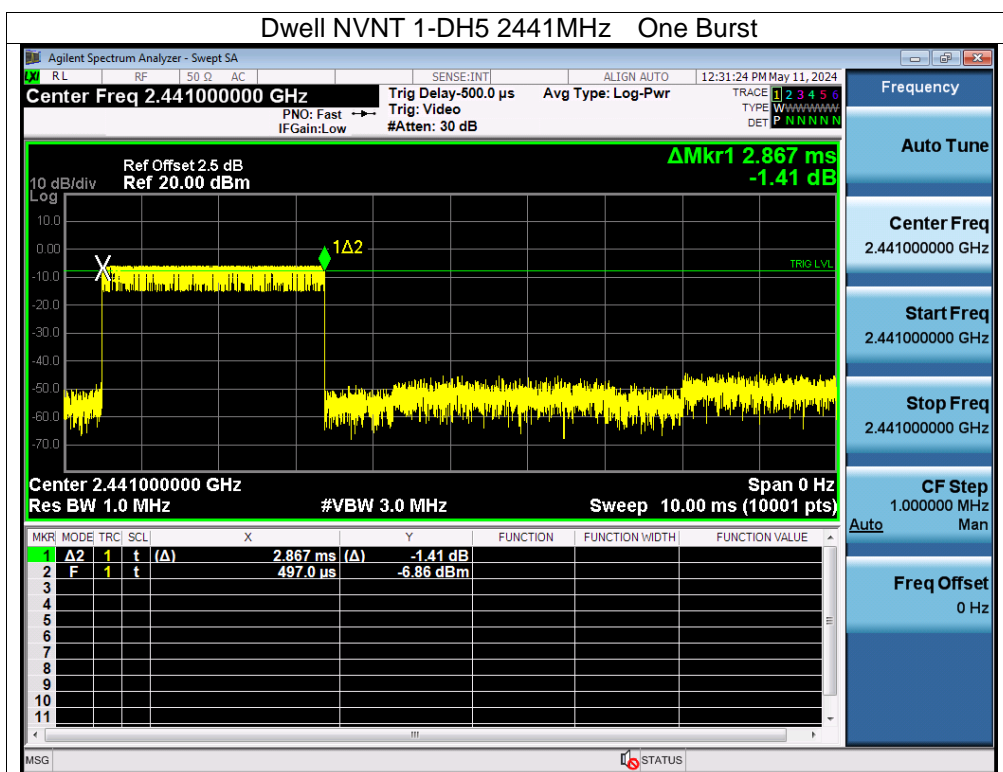 Dwell NVNT 1-DH5 2441MHz One Burst
Agilent Spectrum Analyzer - Swept SA
LXI RL RF 50 Ω AC SENSE:INT ALIGN AUTO 12:31:24 PM May 11, 2024
Center Freq 2.441000000 GHz
PNO: Fast
IFGain:Low
Trig Delay-500.0 µs
Trig: Video
#Atten: 30 dB
Avg Type: Log-Pwr
TRACE 1 2 3 4 5 6
TYPE WWWWWW
DET P N N N N N
ΔMkr1 2.867 ms
-1.41 dB
Ref Offset 2.5 dB
10 dB/div Ref 20.00 dBm
Log
10.0
0.00
-10.0
-20.0
-30.0
-40.0
-50.0
-60.0
-70.0
1Δ2
TRIG LVL
Center 2.441000000 GHz Span 0 Hz
Res BW 1.0 MHz #VBW 3.0 MHz Sweep 10.00 ms (10001 pts)
MKR MODE TRC SCL X Y FUNCTION FUNCTION WIDTH FUNCTION VALUE
1 Δ2 1 t (Δ) 2.867 ms (Δ) -1.41 dB
2 F 1 t 497.0 µs -6.86 dBm
3
4
5
6
7
8
9
10
11
MSG STATUS
Frequency
Auto Tune
Center Freq
2.441000000 GHz
Start Freq
2.441000000 GHz
Stop Freq
2.441000000 GHz
CF Step
1.000000 MHz
Auto Man
Freq Offset
0 Hz